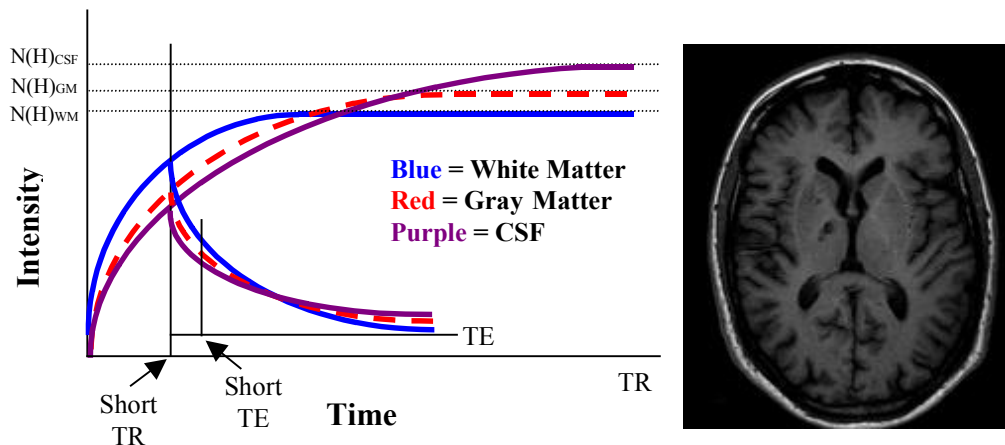 N(H)CSF
N(H)GM
N(H)WM
Intensity
Blue = White Matter
Red = Gray Matter
Purple = CSF
TE
Short
TR
Short
TE
Time
TR